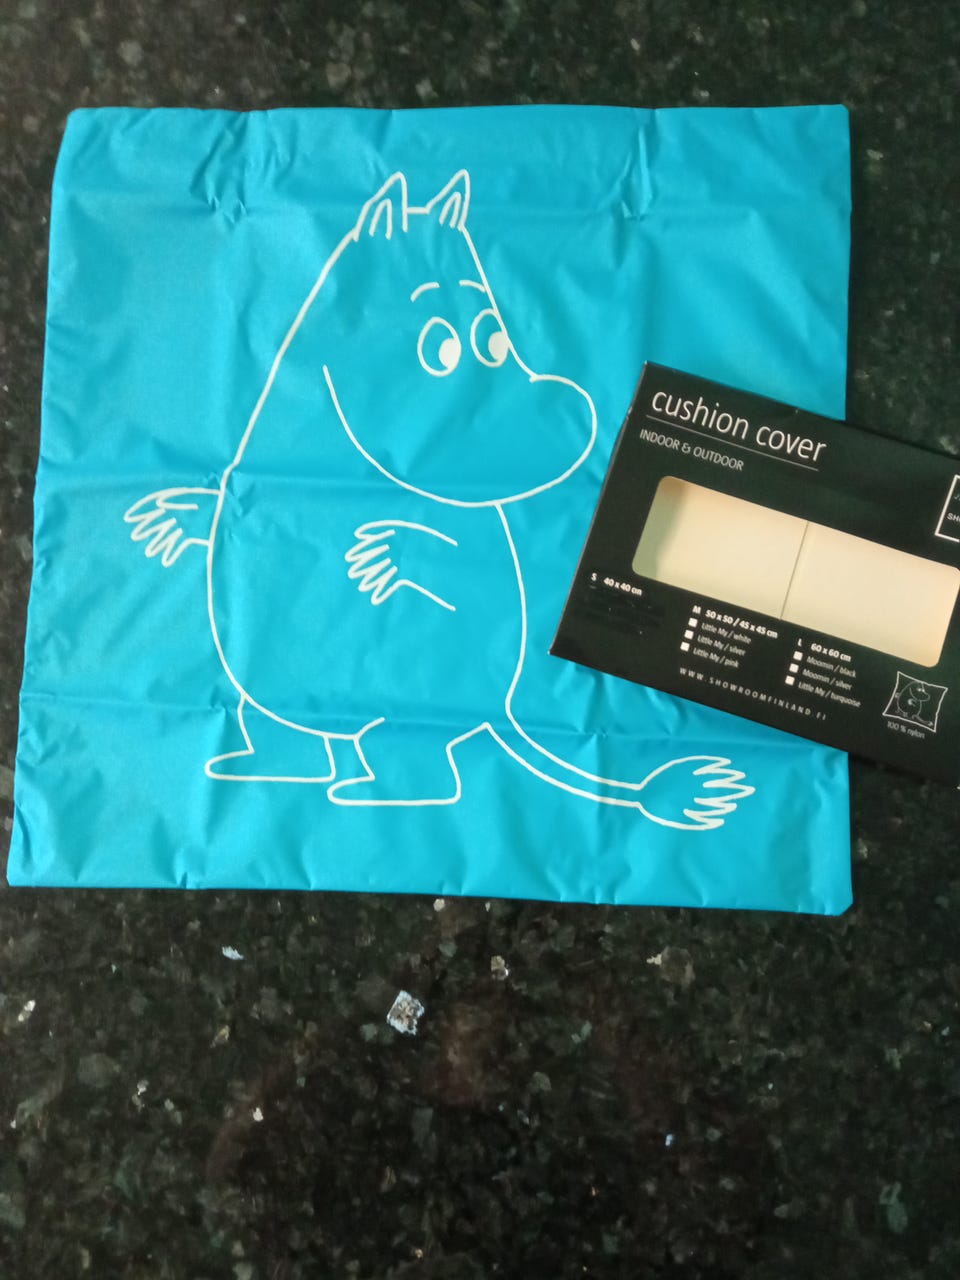 cushion cover
INDOOR & OUTDOOR
S 40 x 40 cm
M 50 x 50 / 45 x 45 cm
Little My / white
Little My / silver
Little My / pink
L 60 x 60 cm
Moomin / black
Moomin / silver
Little My / turquoise
WWW.SHOWROOMFINLAND.FI
100 % nylon